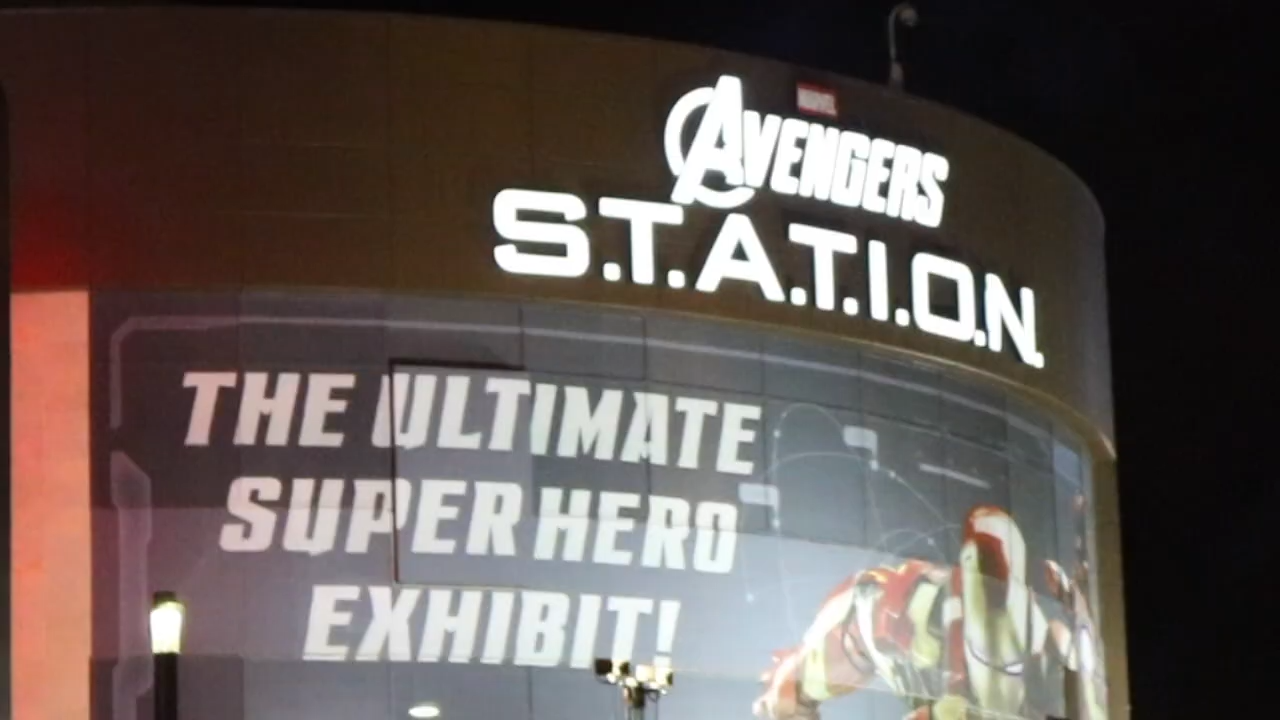 MARVEL
AVENGERS
S.T.A.T.I.O.N.
THE ULTIMATE
SUPER HERO
EXHIBIT!